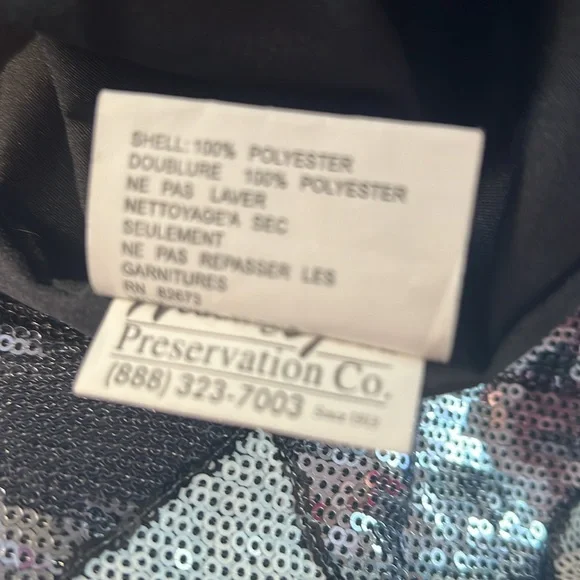 SHELL: 100% POLYESTER
DOUBLURE 100% POLYESTER
NE PAS LAVER
NETTOYAGE'A SEC
SEULEMENT
NE PAS REPASSER LES
GARNITURES
RN 82673
Preservation Co.
(888) 323-7003